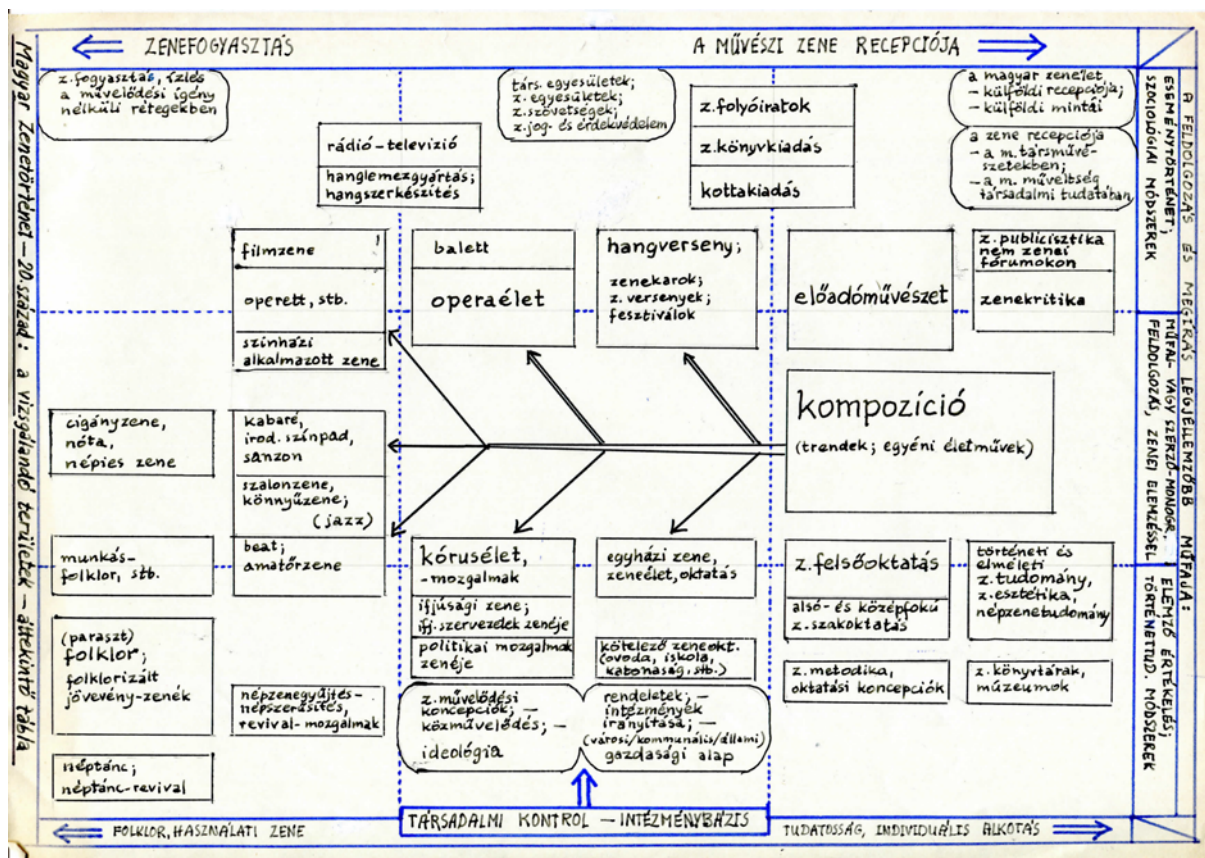 ZENEFOGYASZTÁS
A MŰVÉSZI ZENE RECEPCIÓJA
Magyar Zenetörténet – 20. század: a vizsgálandó területek – áttekintő tábla
A FELDOLGOZÁS ÉS MEGÍRÁS LEGJELLEMZŐBB MŰFAJA:
ESEMÉNYTÖRTÉNET;
SZOCIOLÓGIAI MÓDSZEREK
MŰFAJ- VAGY SZERZŐ-MONOGR.,
FELDOLGOZÁS, ZENEI ELEMZÉSSEL
ELEMZŐ ÉRTÉKELÉS;
TÖRTÉNETTUD. MÓDSZEREK
z. fogyasztás, ízlés
a művelődési igény
nélküli rétegekben
társ. egyesületek;
z. egyesületek;
z. szövetségek;
z. jog- és érdekvédelem
a magyar zeneélet
- külföldi recepciója;
- külföldi mintái
a zene recepciója
- a m. társművé-
szetekben;
- a m. műveltség
társadalmi tudatában
rádió-televizió
hanglemezgyártás;
hangszerkészítés
z. folyóiratok
z. könyvkiadás
kottakiadás
filmzene
operett, stb.
színházi
alkalmazott zene
balett
operaélet
hangverseny;
zenekarok;
z. versenyek;
fesztiválok
előadóművészet
z. publicisztika
nem zenei
fórumokon
zenekritika
cigányzene,
nóta,
népies zene
kabaré,
irod. színpad,
sanzon
szalonzene,
könnyűzene;
(jazz)
beat;
amatőrzene
kompozíció
(trendek; egyéni életművek)
munkás-
folklor, stb.
kórusélet,
-mozgalmak
ifjúsági zene;
ifj. szervezetek zenéje
politikai mozgalmak
zenéje
egyházi zene,
zeneélet, oktatás
z. felsőoktatás
alsó- és középfokú
z. szakoktatás
történeti és
elméleti
z. tudomány,
z. esztétika,
népzenetudomány
(paraszt)
folklor;
folklorizált
jövevény-zenék
népzenegyűjtés-
népszerűsítés,
revival-mozgalmak
kötelező zeneokt.
(óvoda, iskola,
katonaság, stb.)
z. metodika,
oktatási koncepciók
z. könyvtárak,
múzeumok
z. művelődési
koncepciók; –
közművelődés; –
ideológia
rendeletek; –
intézmények
irányítása; –
(városi/kommunális/állami)
gazdasági alap
néptánc;
néptánc-revival
FOLKLOR, HASZNÁLATI ZENE
TÁRSADALMI KONTROL – INTÉZMÉNYBÁZIS
TUDATOSSÁG, INDIVIDUÁLIS ALKOTÁS